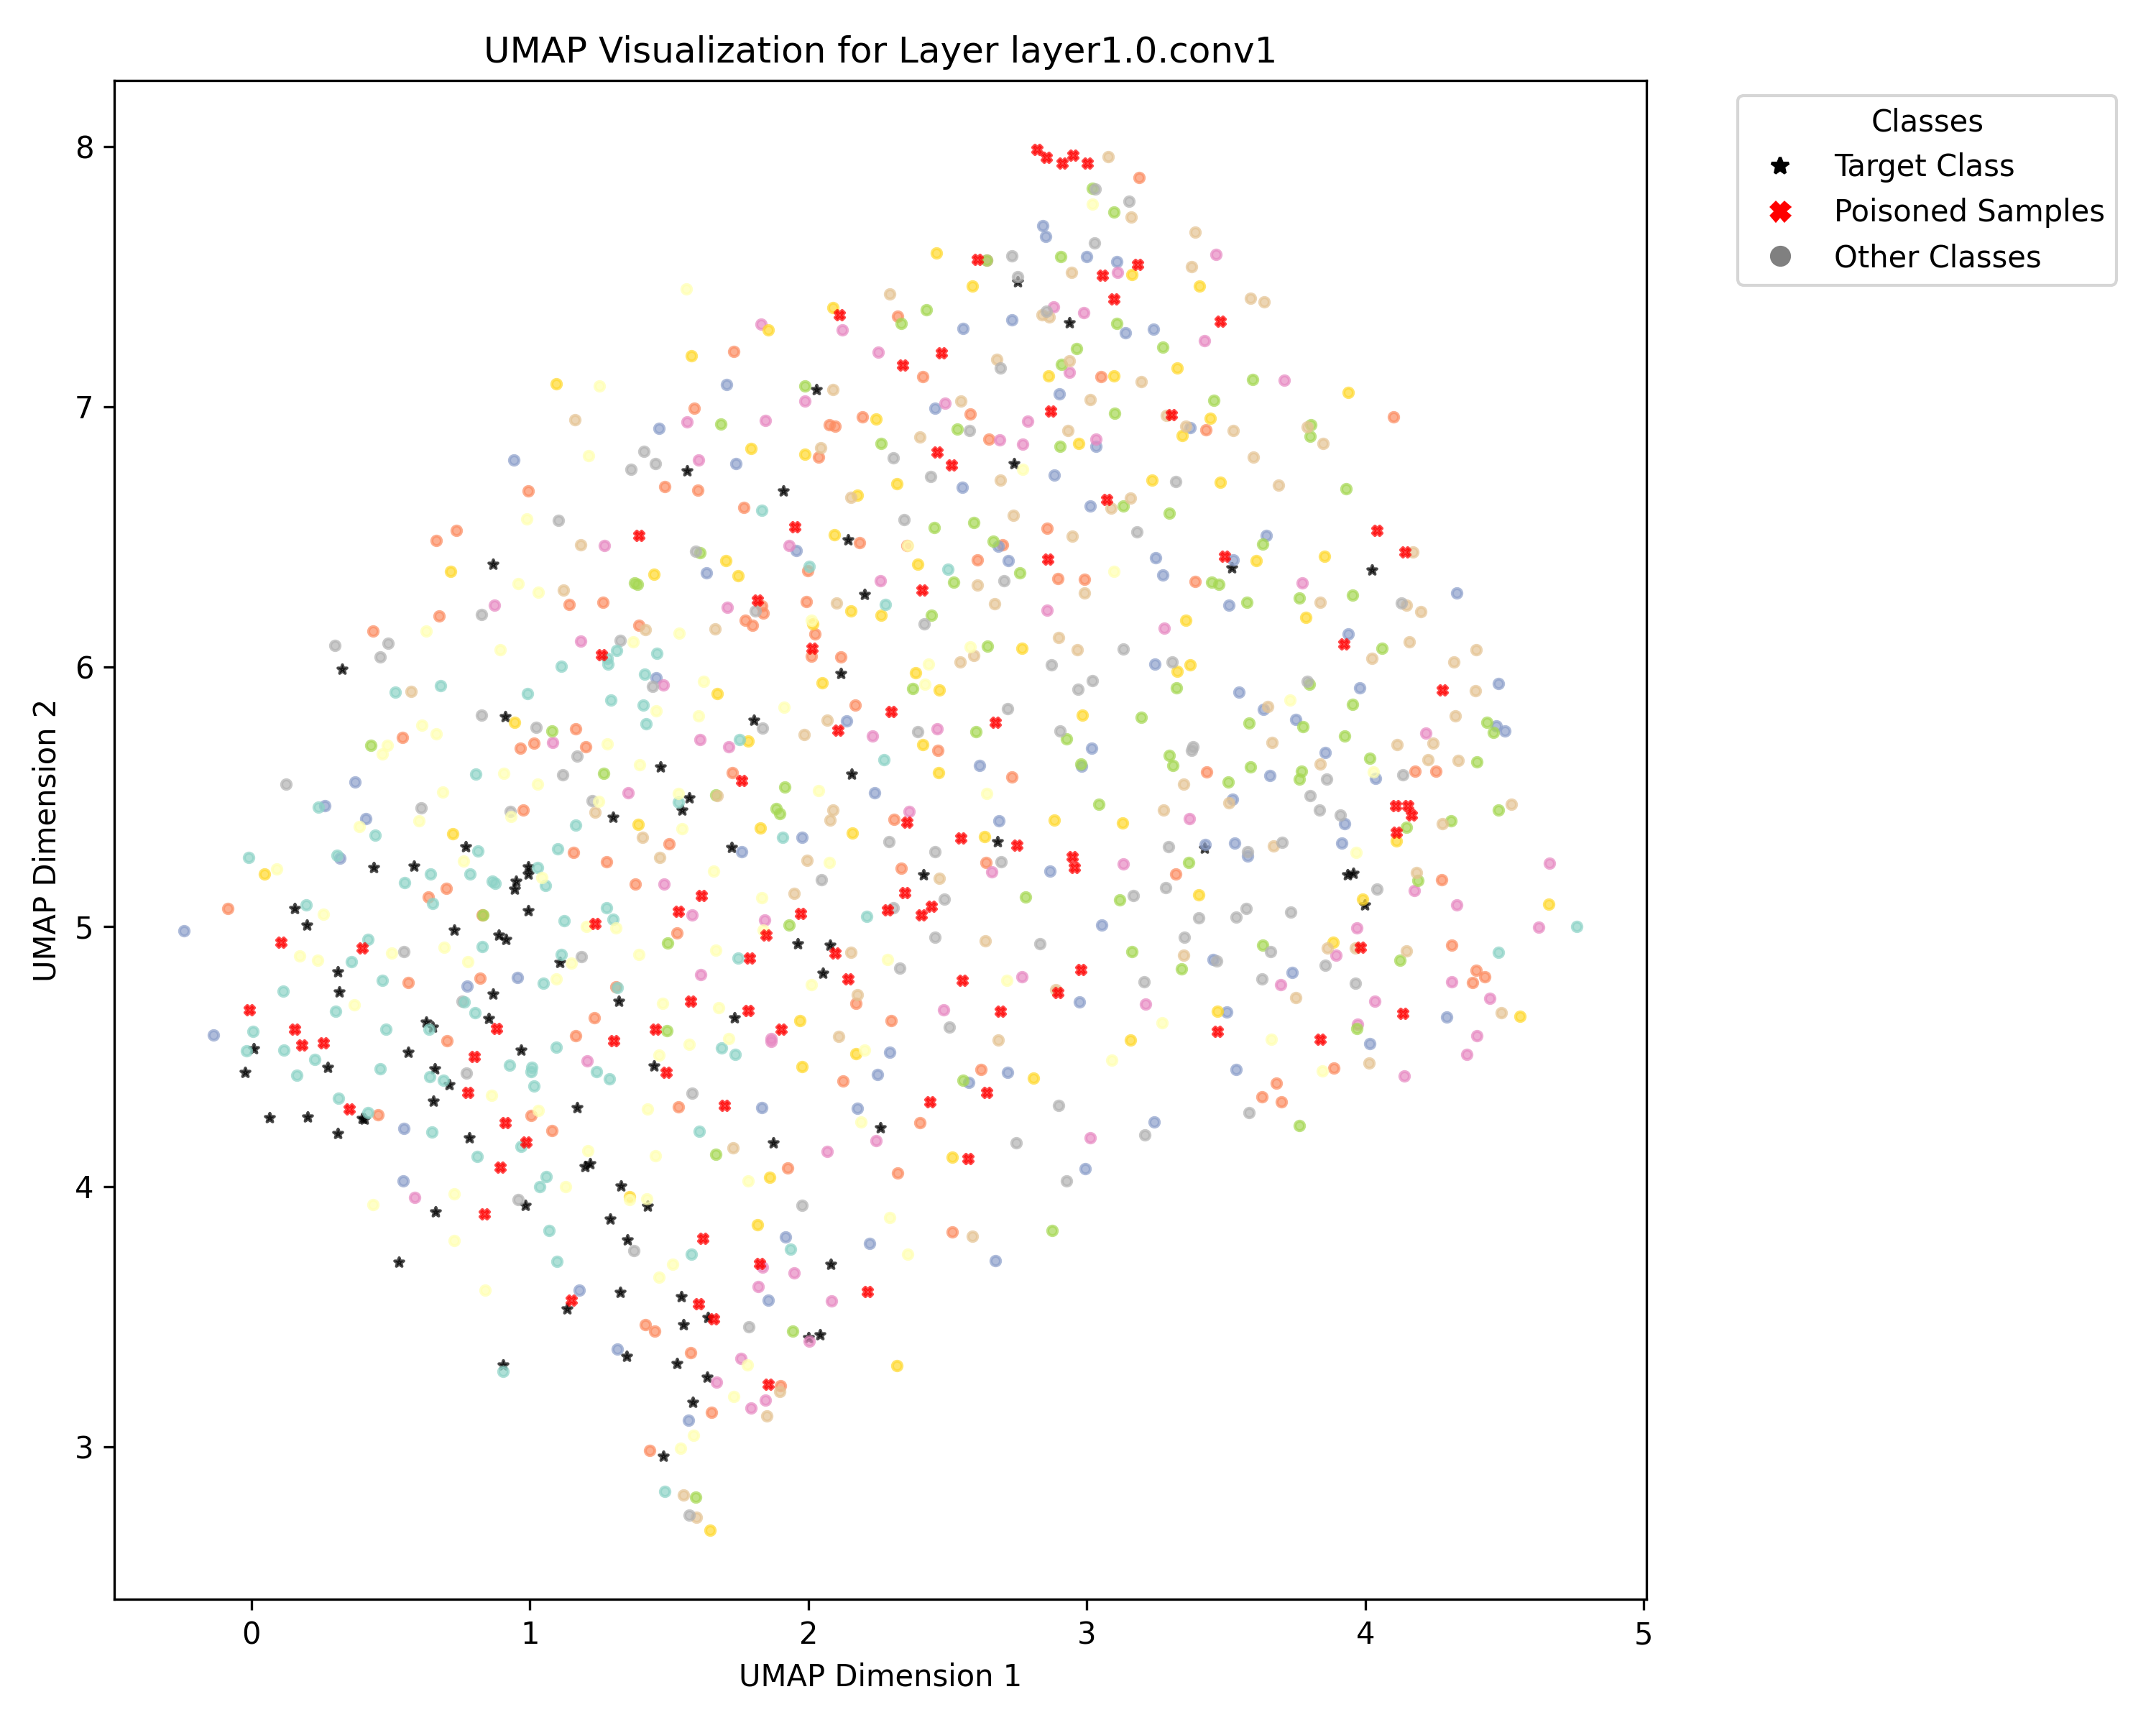 UMAP Visualization for Layer layer1.0.conv1
Classes
Target Class
Poisoned Samples
Other Classes
8
7
6
5
4
3
UMAP Dimension 2
0
1
2
3
4
5
UMAP Dimension 1